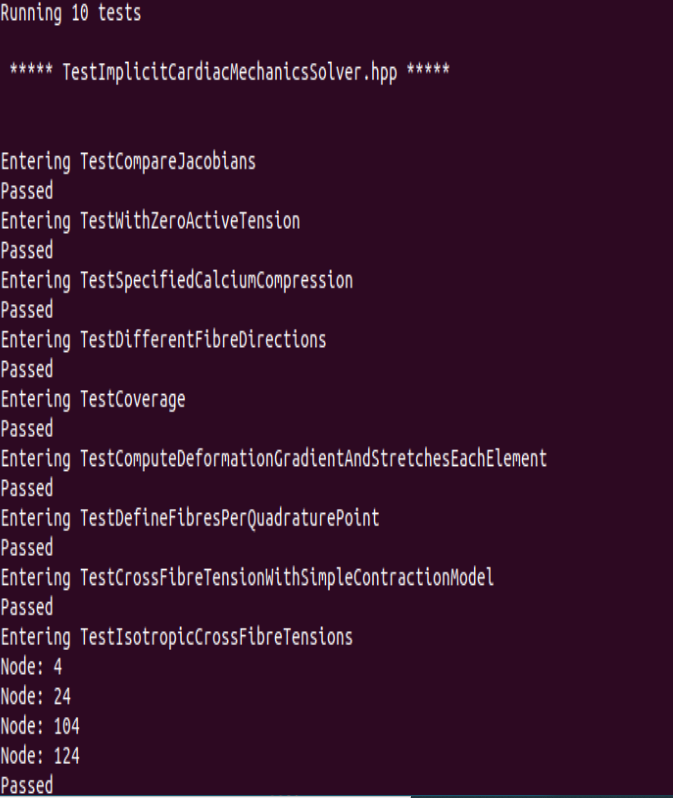 Running 10 tests
***** TestImplicitCardiacMechanicsSolver.hpp *****
Entering TestCompareJacobians
Passed
Entering TestWithZeroActiveTension
Passed
Entering TestSpecifiedCalciumCompression
Passed
Entering TestDifferentFibreDirections
Passed
Entering TestCoverage
Passed
Entering TestComputeDeformationGradientAndStretchesEachElement
Passed
Entering TestDefineFibresPerQuadraturePoint
Passed
Entering TestCrossFibreTensionWithSimpleContractionModel
Passed
Entering TestIsotropicCrossFibreTensions
Node: 4
Node: 24
Node: 104
Node: 124
Passed